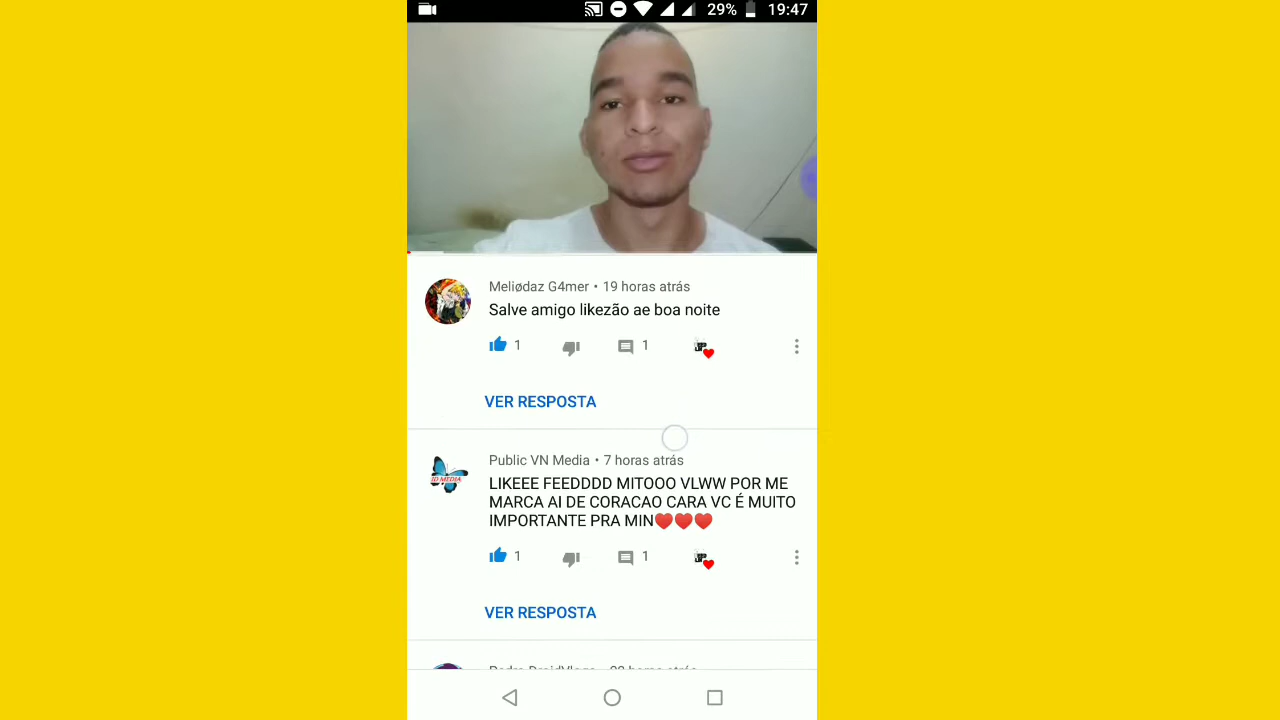 29% 19:47
Meliødaz G4mer • 19 horas atrás
Salve amigo likezão ae boa noite
1 1
VER RESPOSTA
Public VN Media • 7 horas atrás
LIKEEE FEEDDDD MITOOO VLWW POR ME
MARCA AI DE CORACAO CARA VC É MUITO
IMPORTANTE PRA MIN❤️❤️❤️
JD MEDIA
1 1
VER RESPOSTA